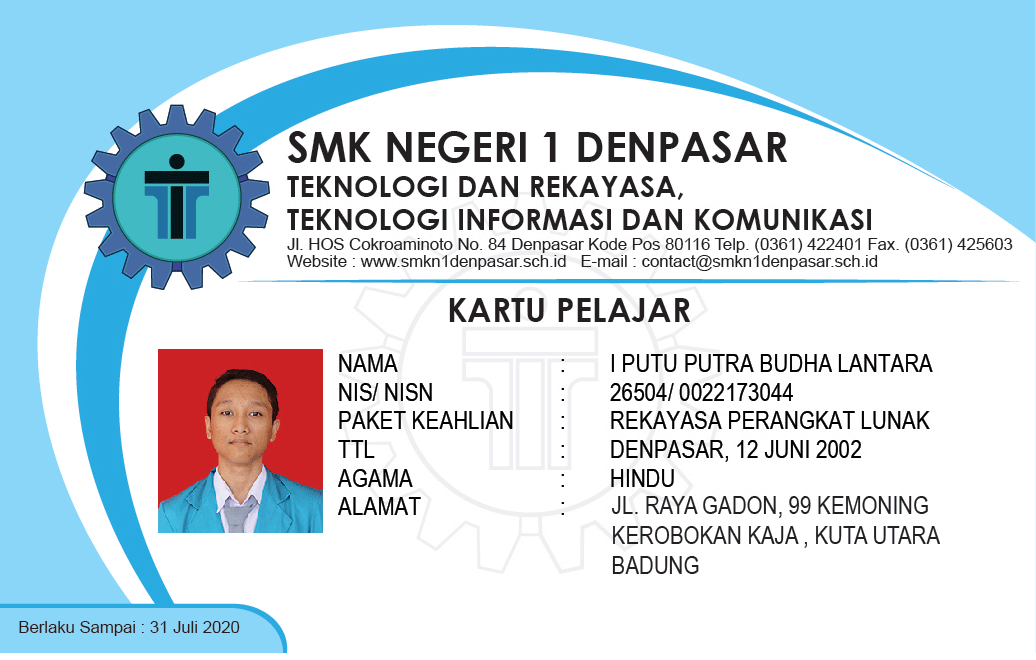 SMK NEGERI 1 DENPASAR
TEKNOLOGI DAN REKAYASA,
TEKNOLOGI INFORMASI DAN KOMUNIKASI
Jl. HOS Cokroaminoto No. 84 Denpasar Kode Pos 80116 Telp. (0361) 422401 Fax. (0361) 425603
Website : www.smkn1denpasar.sch.id E-mail : contact@smkn1denpasar.sch.id
KARTU PELAJAR
NAMA : I PUTU PUTRA BUDHA LANTARA
NIS/ NISN : 26504/ 0022173044
PAKET KEAHLIAN : REKAYASA PERANGKAT LUNAK
TTL : DENPASAR, 12 JUNI 2002
AGAMA : HINDU
ALAMAT : JL. RAYA GADON, 99 KEMONING
KEROBOKAN KAJA , KUTA UTARA
BADUNG
Berlaku Sampai : 31 Juli 2020